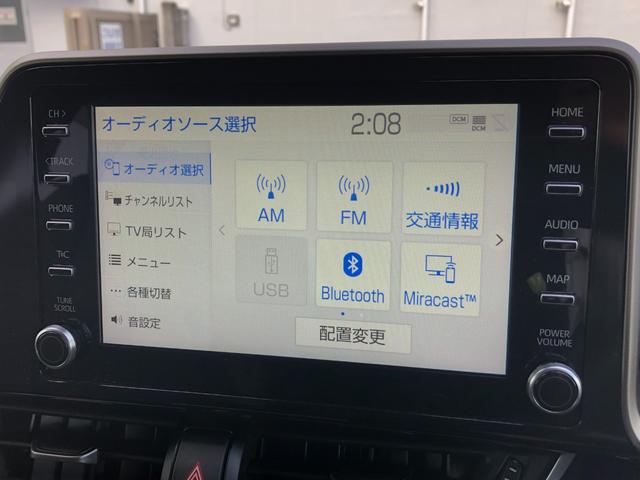 CH >
< TRACK
PHONE
T×C
TUNE
SCROLL
オーディオソース選択
2:08
DCM
DCM
オーディオ選択
チャンネルリスト
TV局リスト
メニュー
各種切替
音設定
AM
FM
交通情報
USB
Bluetooth
Miracast™
配置変更
HOME
MENU
AUDIO
MAP
POWER
VOLUME